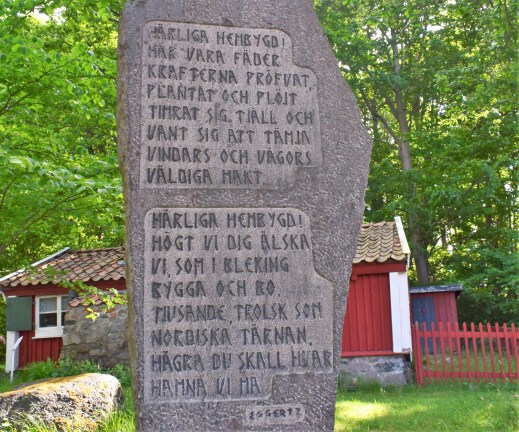 HÄRLIGA HEMBYGD!
HÄR VÅRA FÄDER
KRAFTERNA PRÖFVAT,
PLANTAT OCH PLÖJT
TIMRAT SIG TJÄLL OCH
VANT SIG ATT TÄMJA
VINDARS OCH VÅGORS
VÄLDIGA MAKT.
HÄRLIGA HEMBYGD!
HÖGT VI DIG ÄLSKA
VI, SOM I BLEKING
BYGGA OCH BO.
TJUSANDE, TROLSK SOM
NORDISKA TÄRNAN,
HÄGRA DU SKALL HVAR
HAMNA VI MÅ.